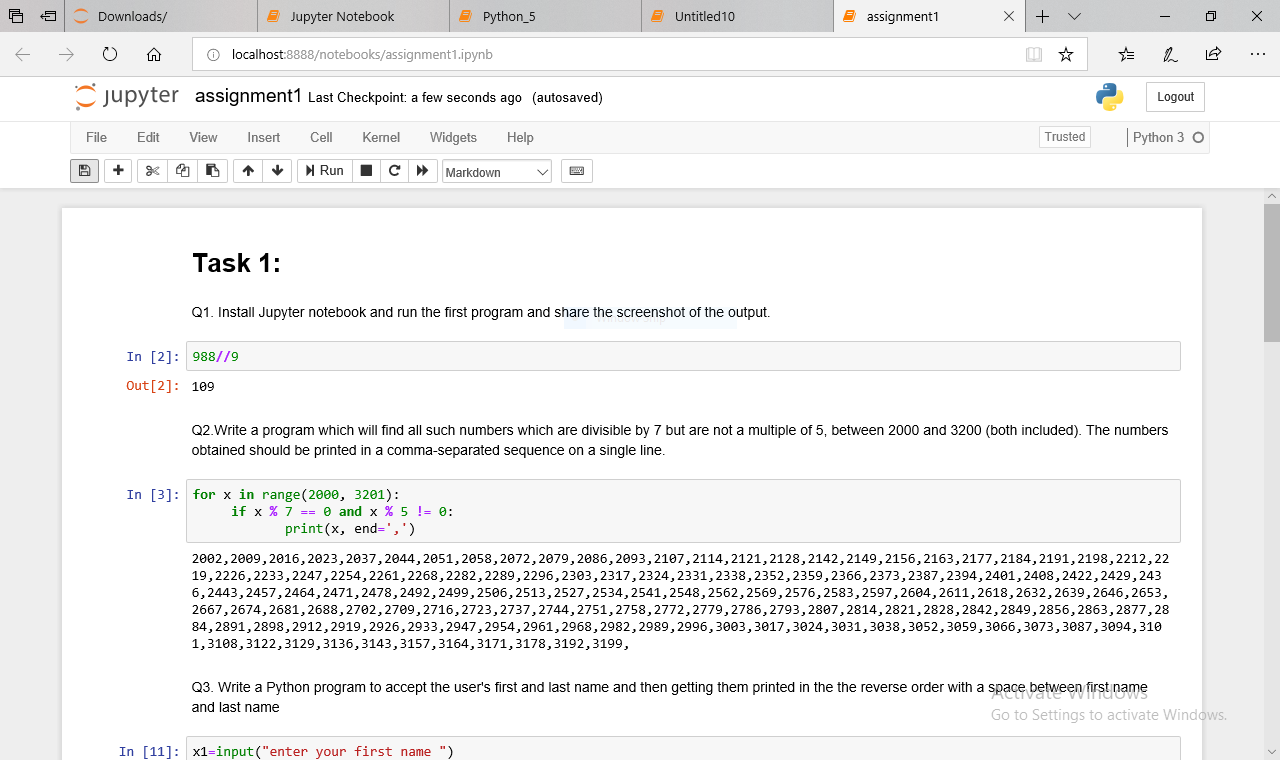 Downloads/
Jupyter Notebook
Python_5
Untitled10
assignment1
localhost:8888/notebooks/assignment1.ipynb
jupyter assignment1 Last Checkpoint: a few seconds ago (autosaved)
Logout
File Edit View Insert Cell Kernel Widgets Help
Trusted
Python 3
Run
Markdown
Task 1:
Q1. Install Jupyter notebook and run the first program and share the screenshot of the output.
In [2]: 988//9
Out[2]: 109
Q2.Write a program which will find all such numbers which are divisible by 7 but are not a multiple of 5, between 2000 and 3200 (both included). The numbers
obtained should be printed in a comma-separated sequence on a single line.
In [3]: for x in range(2000, 3201):
if x % 7 == 0 and x % 5 != 0:
print(x, end=',')
2002,2009,2016,2023,2037,2044,2051,2058,2072,2079,2086,2093,2107,2114,2121,2128,2142,2149,2156,2163,2177,2184,2191,2198,2212,22
19,2226,2233,2247,2254,2261,2268,2282,2289,2296,2303,2317,2324,2331,2338,2352,2359,2366,2373,2387,2394,2401,2408,2422,2429,243
6,2443,2457,2464,2471,2478,2492,2499,2506,2513,2527,2534,2541,2548,2562,2569,2576,2583,2597,2604,2611,2618,2632,2639,2646,2653,
2667,2674,2681,2688,2702,2709,2716,2723,2737,2744,2751,2758,2772,2779,2786,2793,2807,2814,2821,2828,2842,2849,2856,2863,2877,28
84,2891,2898,2912,2919,2926,2933,2947,2954,2961,2968,2982,2989,2996,3003,3017,3024,3031,3038,3052,3059,3066,3073,3087,3094,310
1,3108,3122,3129,3136,3143,3157,3164,3171,3178,3192,3199,
Q3. Write a Python program to accept the user's first and last name and then getting them printed in the the reverse order with a space between first name
and last name
Activate Windows
Go to Settings to activate Windows.
In [11]: x1=input("enter your first name ")